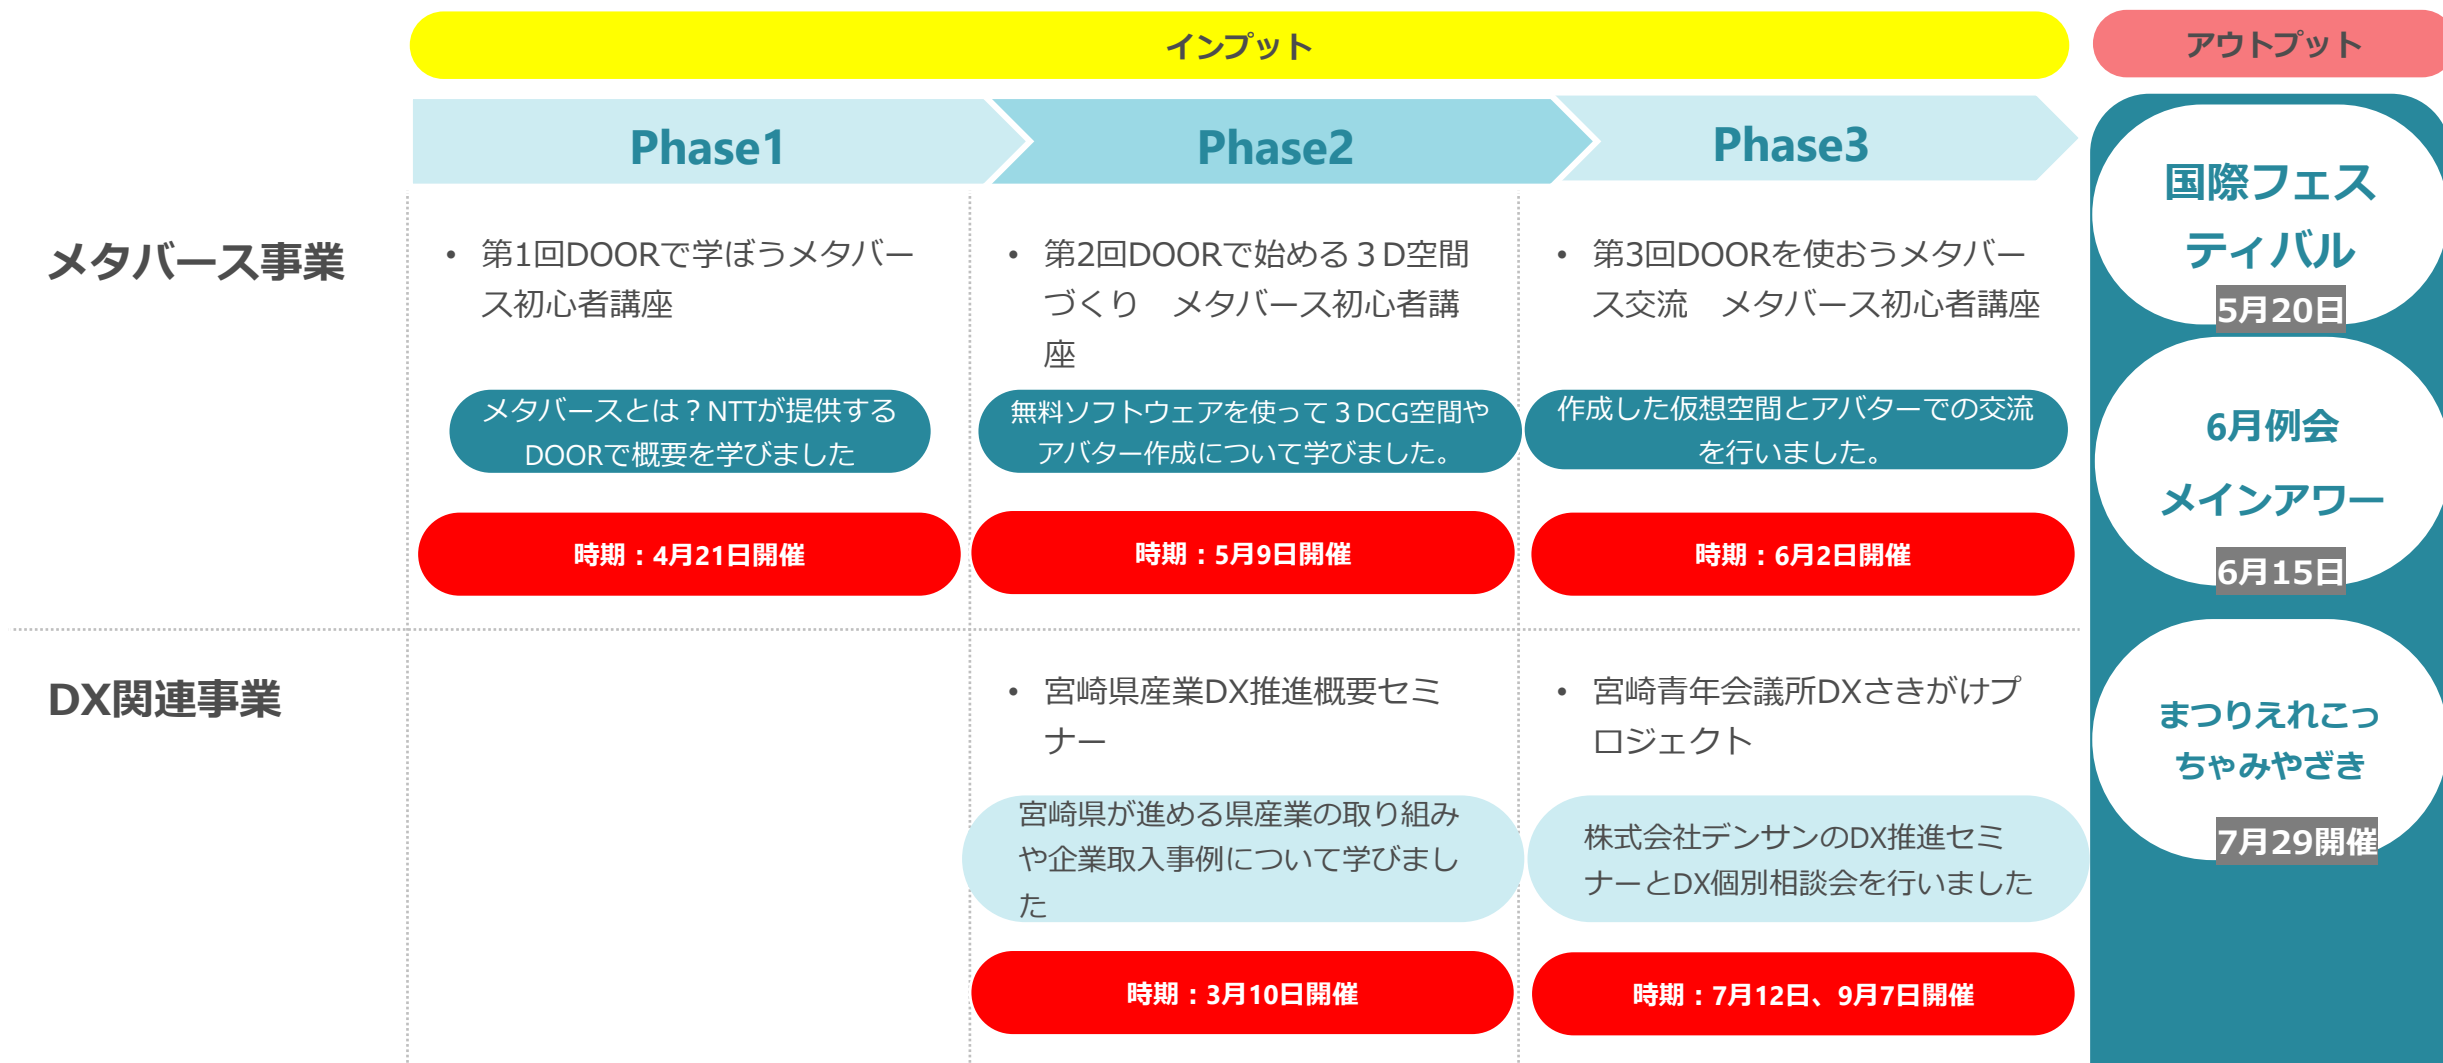 インプット
アウトプット
Phase1
Phase2
Phase3
メタバース事業
• 第1回DOORで学ぼうメタバー
ス初心者講座
• 第2回DOORで始める３D空間
づくり　メタバース初心者講
座
• 第3回DOORを使おうメタバー
ス交流　メタバース初心者講座
メタバースとは？NTTが提供する
DOORで概要を学びました
無料ソフトウェアを使って３DCG空間や
アバター作成について学びました。
作成した仮想空間とアバターでの交流
を行いました。
時期：4月21日開催
時期：5月9日開催
時期：6月2日開催
DX関連事業
• 宮崎県産業DX推進概要セミ
ナー
• 宮崎青年会議所DXさきがけプ
ロジェクト
宮崎県が進める県産業の取り組み
や企業取入事例について学びまし
た
株式会社デンサンのDX推進セミ
ナーとDX個別相談会を行いました
時期：3月10日開催
時期：7月12日、9月7日開催
国際フェス
ティバル
5月20日
6月例会
メインアワー
6月15日
まつりえれこっ
ちゃみやざき
7月29開催